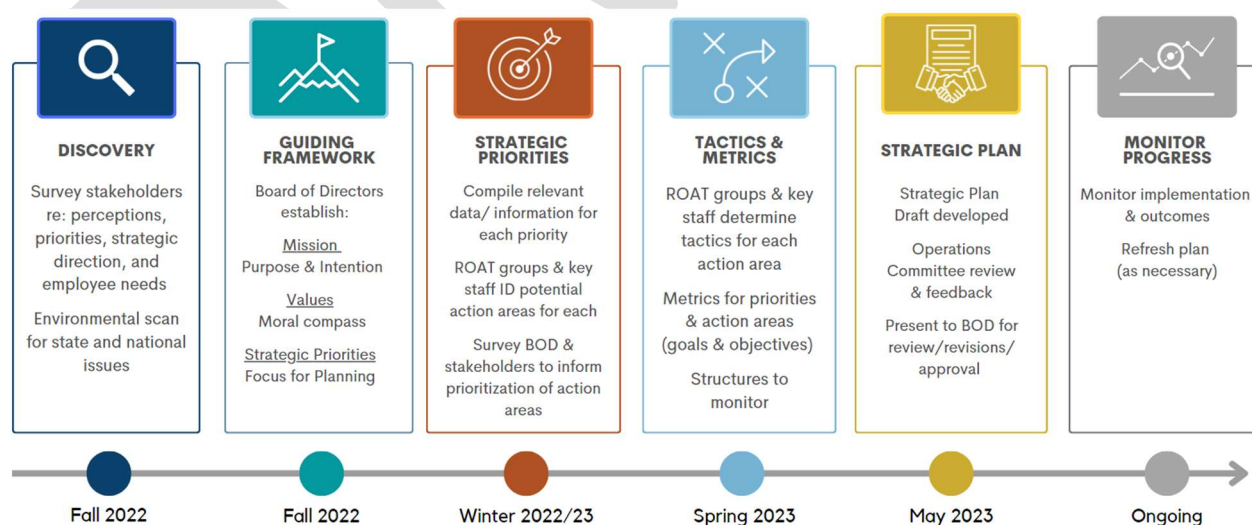 DISCOVERY
Survey stakeholders
re: perceptions,
priorities, strategic
direction, and
employee needs
Environmental scan
for state and national
issues
GUIDING
FRAMEWORK
Board of Directors
establish:
Mission
Purpose & Intention
Values
Moral compass
Strategic Priorities
Focus for Planning
STRATEGIC
PRIORITIES
Compile relevant
data/ information for
each priority
ROAT groups & key
staff ID potential
action areas for each
Survey BOD &
stakeholders to inform
prioritization of action
areas
TACTICS &
METRICS
ROAT groups & key
staff determine
tactics for each
action area
Metrics for priorities
& action areas
(goals & objectives)
Structures to
monitor
STRATEGIC PLAN
Strategic Plan
Draft developed
Operations
Committee review
& feedback
Present to BOD for
review/revisions/
approval
MONITOR
PROGRESS
Monitor implementation
& outcomes
Refresh plan
(as necessary)
Fall 2022
Fall 2022
Winter 2022/23
Spring 2023
May 2023
Ongoing